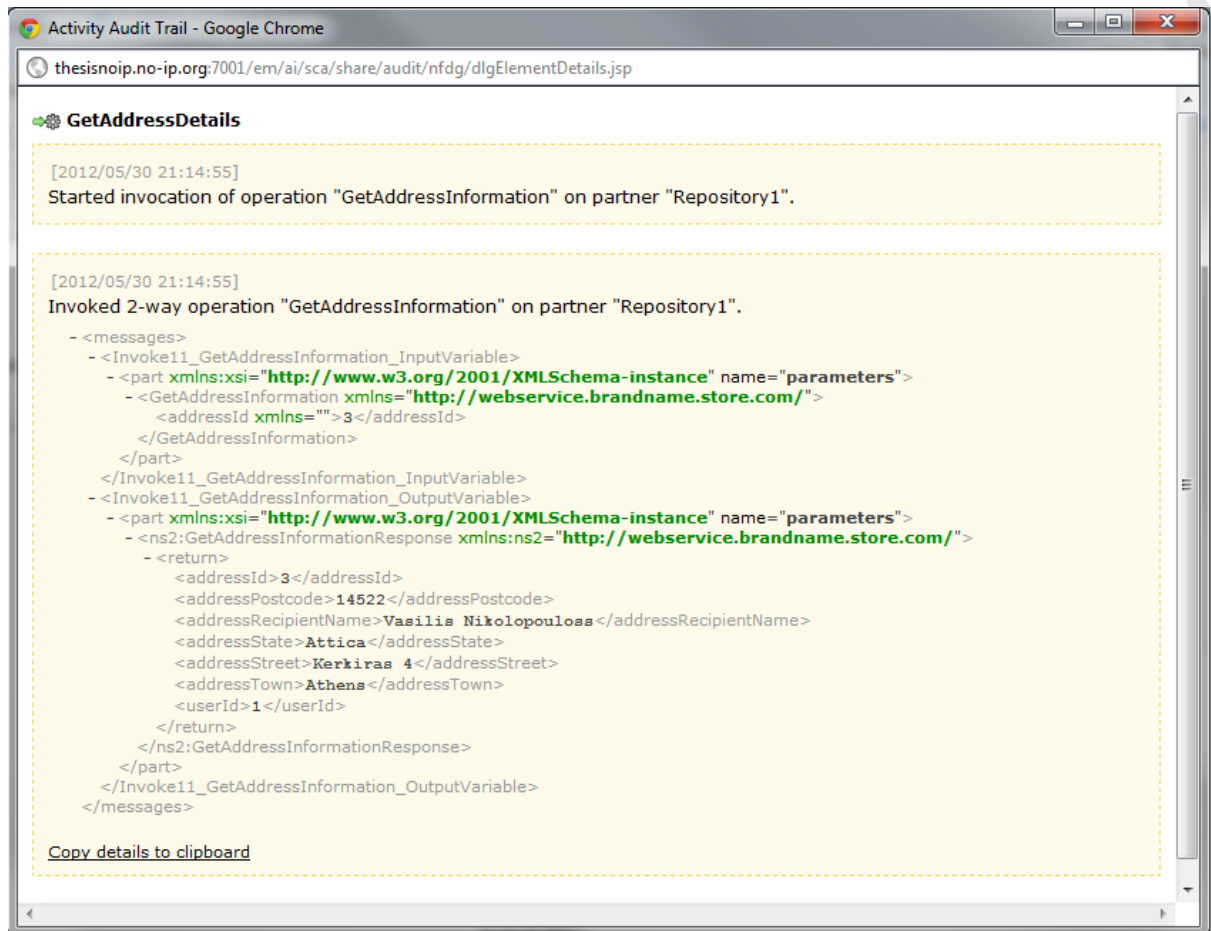 Activity Audit Trail - Google Chrome
thesisnoip.no-ip.org:7001/em/ai/sca/share/audit/nfdg/dlgElementDetails.jsp
GetAddressDetails
[2012/05/30 21:14:55]
Started invocation of operation "GetAddressInformation" on partner "Repository1".
[2012/05/30 21:14:55]
Invoked 2-way operation "GetAddressInformation" on partner "Repository1".
- <messages>
- <Invoke11_GetAddressInformation_InputVariable>
- <part xmlns:xsi="http://www.w3.org/2001/XMLSchema-instance" name="parameters">
- <GetAddressInformation xmlns="http://webservice.brandname.store.com/">
<addressId xmlns="">3</addressId>
</GetAddressInformation>
</part>
</Invoke11_GetAddressInformation_InputVariable>
- <Invoke11_GetAddressInformation_OutputVariable>
- <part xmlns:xsi="http://www.w3.org/2001/XMLSchema-instance" name="parameters">
- <ns2:GetAddressInformationResponse xmlns:ns2="http://webservice.brandname.store.com/">
- <return>
<addressId>3</addressId>
<addressPostcode>14522</addressPostcode>
<addressRecipientName>Vasilis Nikolopouloss</addressRecipientName>
<addressState>Attica</addressState>
<addressStreet>Kerkiras 4</addressStreet>
<addressTown>Athens</addressTown>
<userId>1</userId>
</return>
</ns2:GetAddressInformationResponse>
</part>
</Invoke11_GetAddressInformation_OutputVariable>
</messages>
Copy details to clipboard